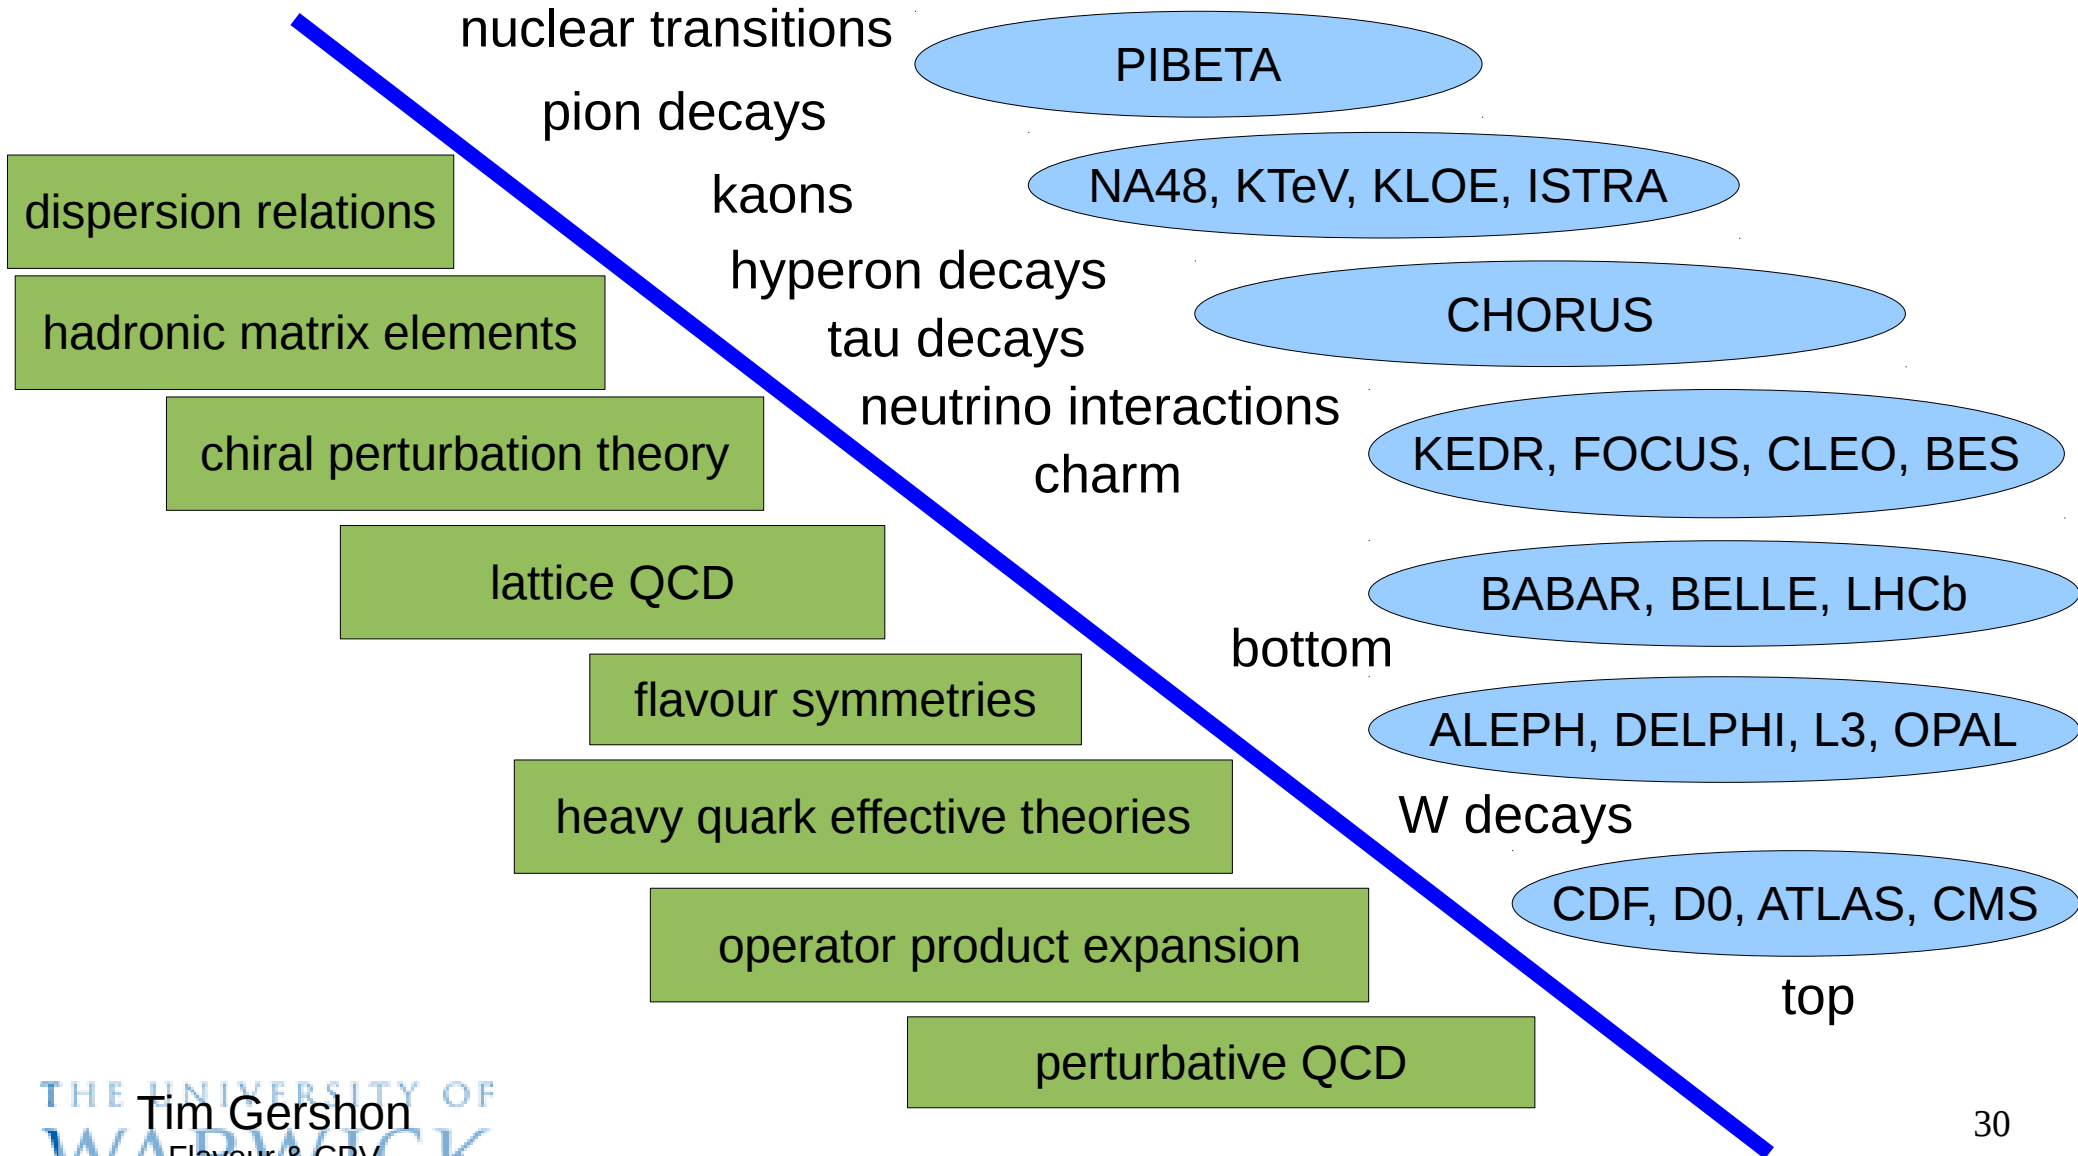 nuclear transitions
PIBETA
pion decays
NA48, KTeV, KLOE, ISTRA
kaons
dispersion relations
hyperon decays
CHORUS
hadronic matrix elements
tau decays
neutrino interactions
KEDR, FOCUS, CLEO, BES
chiral perturbation theory
charm
lattice QCD
BABAR, BELLE, LHCb
bottom
flavour symmetries
ALEPH, DELPHI, L3, OPAL
heavy quark effective theories
W decays
CDF, D0, ATLAS, CMS
operator product expansion
top
perturbative QCD
THE UNIVERSITY OF
Tim Gershon
WARWICK
Flavour & CPV
30